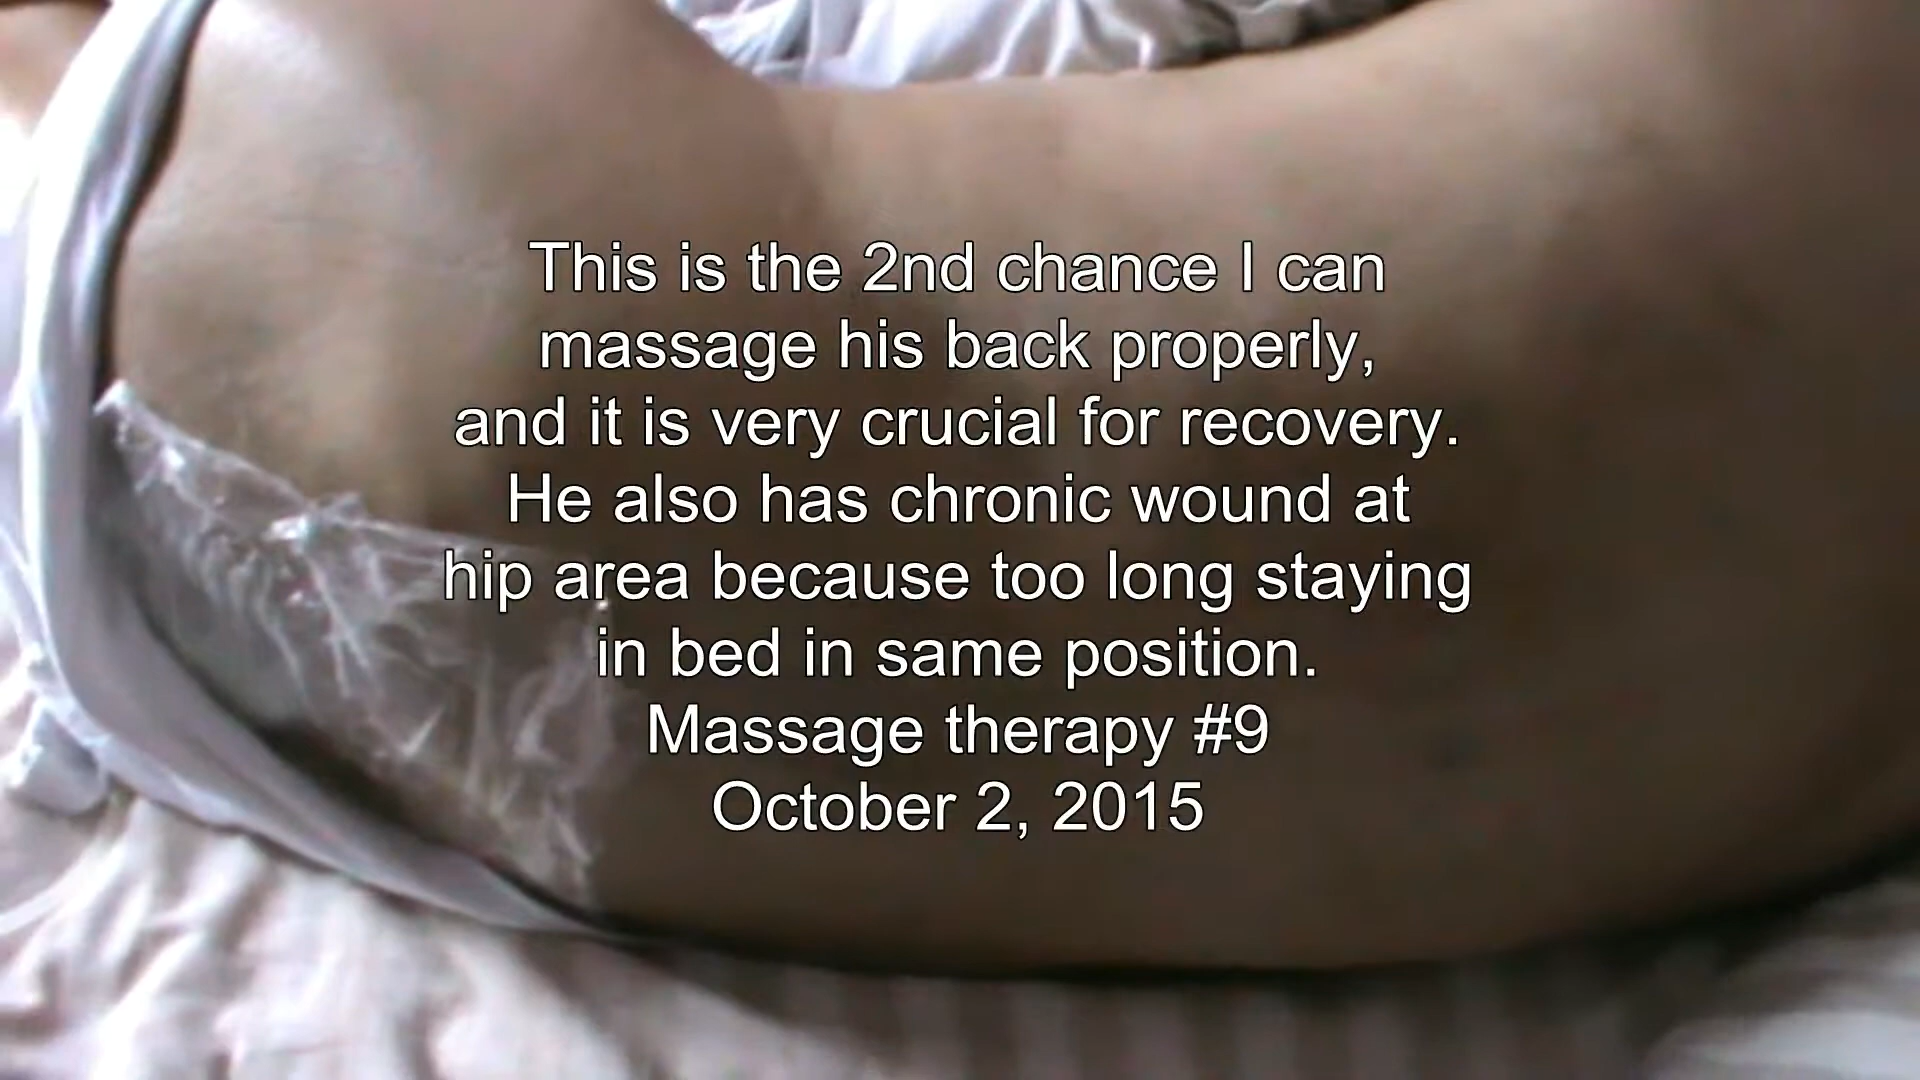 This is the 2nd chance I can
massage his back properly,
and it is very crucial for recovery.
He also has chronic wound at
hip area because too long staying
in bed in same position.
Massage therapy #9
October 2, 2015